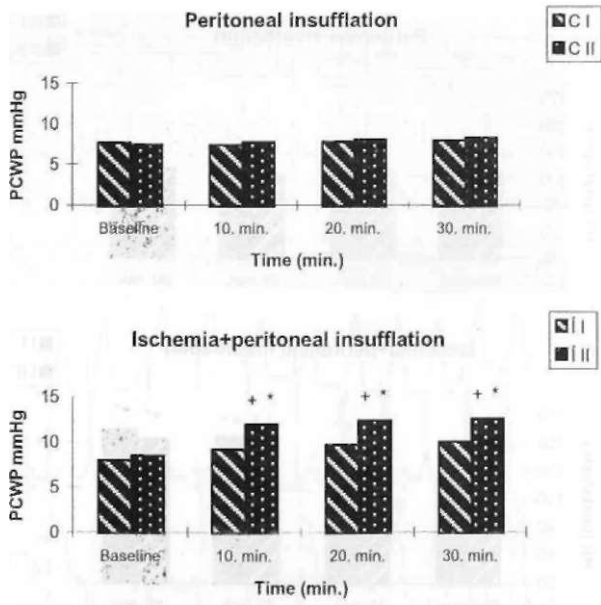 Peritoneal insufflation
C I
C II
PCWP mmHg
15
10
5
0
Baseline
10. min.
20. min.
30. min.
Time (min.)
Ischemia+peritoneal insufflation
İ I
İ II
PCWP mmHg
15
10
5
0
+ *
+ *
+ *
Baseline
10. min.
20. min.
30. min.
Time (min.)